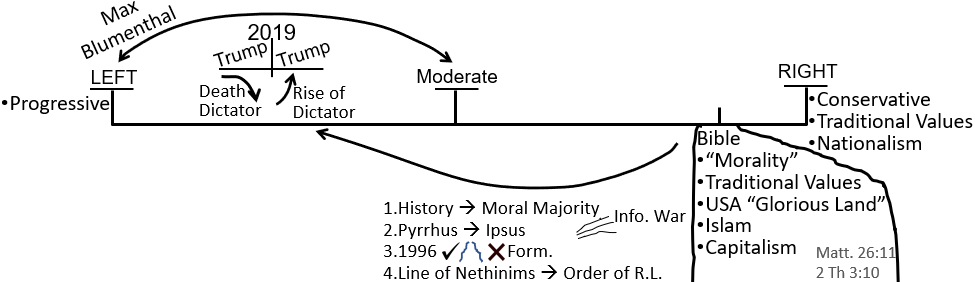 Max
Blumenthal
2019
Trump Trump
LEFT
Moderate
RIGHT
•Progressive
Death
Dictator
Rise of
Dictator
•Conservative
•Traditional Values
•Nationalism
Bible
•“Morality”
•Traditional Values
•USA “Glorious Land”
•Islam
•Capitalism
1.History → Moral Majority
2.Pyrrhus → Ipsus
3.1996 ✓ ✗ Form.
4.Line of Nethinims → Order of R.L.
Info. War
Matt. 26:11
2 Th 3:10